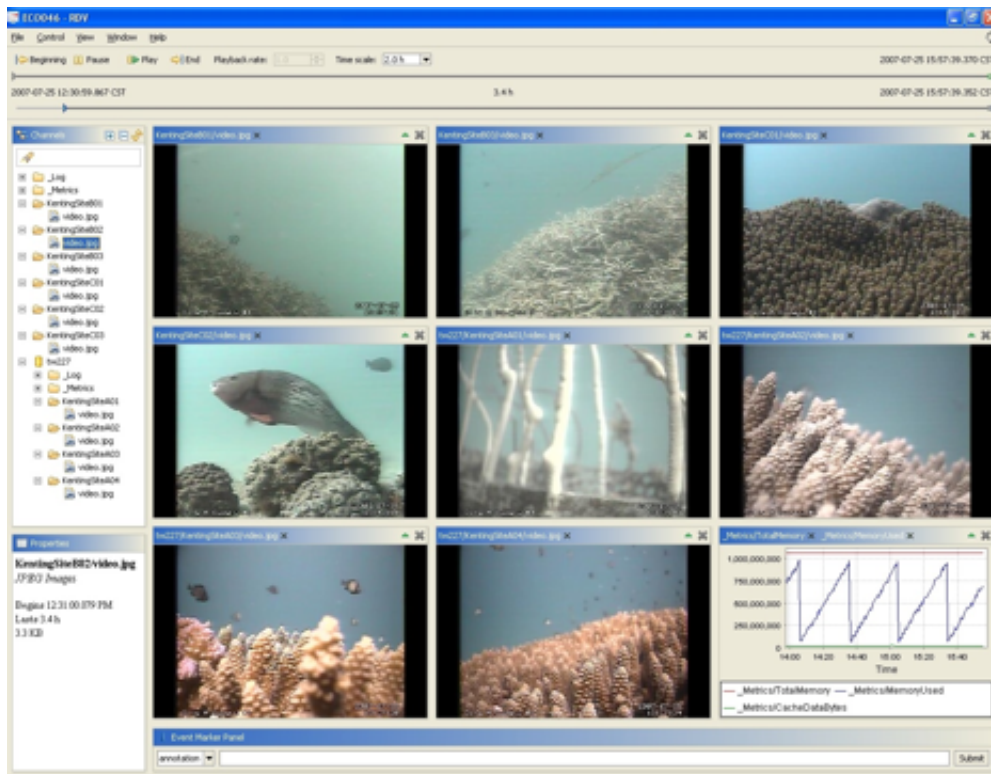 ECO046 - RDV
File Control View Window Help
Beginning Pause Play End Playback rate: Time scale: 2.0 h 2007-07-25 15:57:39.370 CST
2007-07-25 12:30:59.867 CST 3.4 h 2007-07-25 15:57:39.352 CST
Channels
_Log
_Metrics
KentingSiteB01
video.jpg
KentingSiteB02
video.jpg
KentingSiteB03
video.jpg
KentingSiteC01
video.jpg
KentingSiteC02
video.jpg
KentingSiteC03
video.jpg
tw227
_Log
_Metrics
KentingSiteA01
video.jpg
KentingSiteA02
video.jpg
KentingSiteA03
video.jpg
KentingSiteA04
video.jpg
Properties
KentingSiteB02/video.jpg
JPEG Images
Begins 12:31:00.079 PM
Lasts 3.4 h
3.3 KB
KentingSiteB01/video.jpg
KentingSiteB03/video.jpg
KentingSiteC01/video.jpg
KentingSiteC02/video.jpg
tw227/KentingSiteA01/video.jpg
tw227/KentingSiteA02/video.jpg
tw227/KentingSiteA03/video.jpg
tw227/KentingSiteA04/video.jpg
_Metrics/TotalMemory _Metrics/MemoryUsed
1,000,000,000
750,000,000
500,000,000
250,000,000
0
14:00 14:20 14:40 15:00 15:20 15:40
Time
_Metrics/TotalMemory _Metrics/MemoryUsed
_Metrics/CacheDataBytes
Event Marker Panel
annotation Submit